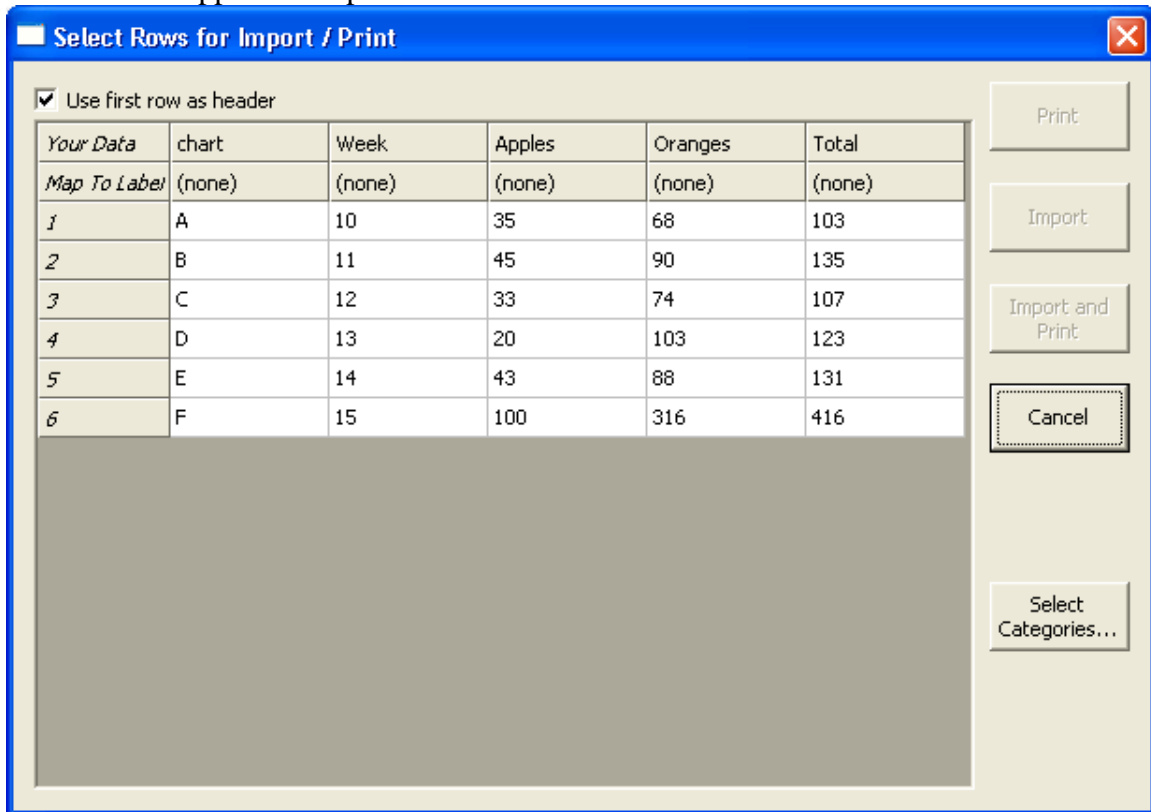 Select Rows for Import / Print
Use first row as header
Your Data chart Week Apples Oranges Total
Map To Label (none) (none) (none) (none) (none)
1 A 10 35 68 103
2 B 11 45 90 135
3 C 12 33 74 107
4 D 13 20 103 123
5 E 14 43 88 131
6 F 15 100 316 416
Print
Import
Import and
Print
Cancel
Select
Categories...